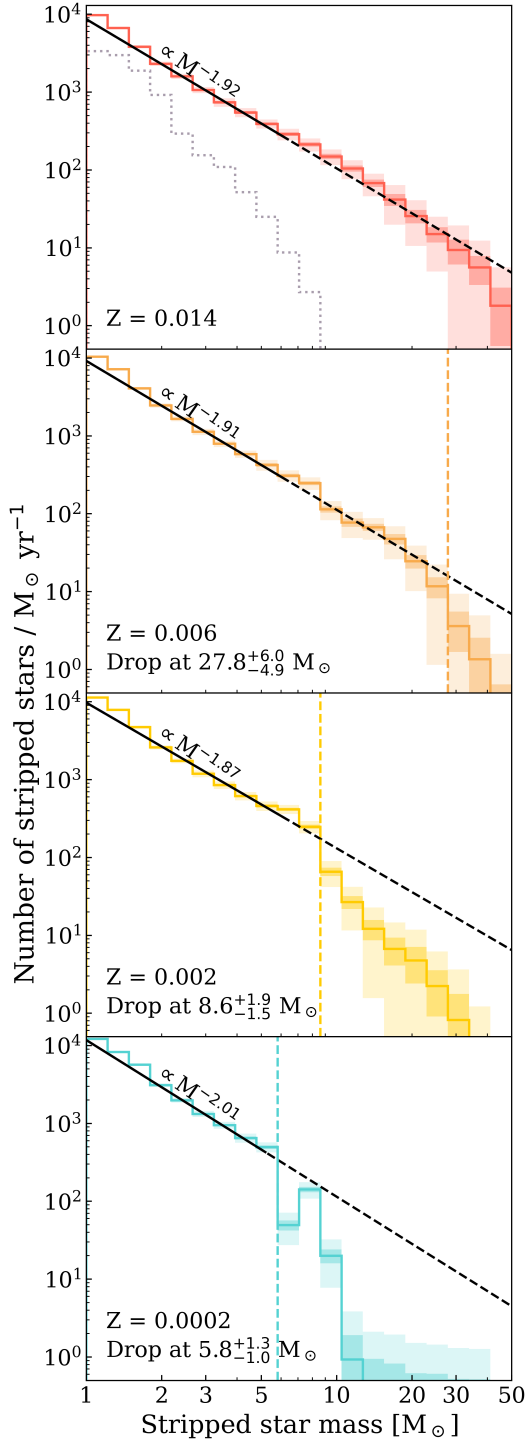 10⁴
∝ M⁻¹·⁹²
10³
10²
10¹
10⁰
Z = 0.014
10⁴
∝ M⁻¹·⁹¹
10³
10²
10¹
Z = 0.006
10⁰
Drop at 27.8⁺⁶·⁰₋₄.₉ M☉
10⁴
∝ M⁻¹·⁸⁷
10³
10²
10¹
Z = 0.002
10⁰
Drop at 8.6⁺¹·⁹₋₁.₅ M☉
10⁴
∝ M⁻²·⁰¹
10³
10²
10¹
Z = 0.0002
10⁰
Drop at 5.8⁺¹·³₋₁.₀ M☉
1 2 3 5 10 20 30 50
Stripped star mass [M☉]
Number of stripped stars / M☉ yr⁻¹